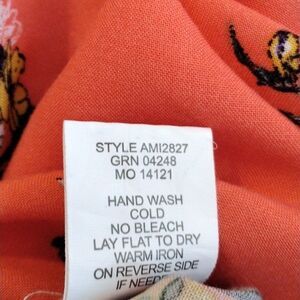 STYLE AMI2827
GRN 04248
MO 14121
HAND WASH
COLD
NO BLEACH
LAY FLAT TO DRY
WARM IRON
ON REVERSE SIDE
IF